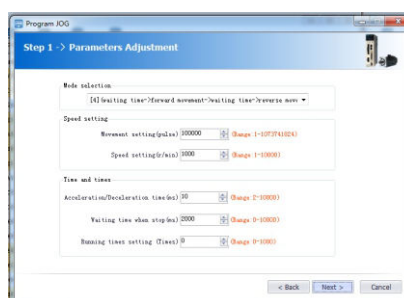 Program JOG
Step 1 -> Parameters Adjustment
Mode selection
[4](waiting time->forward movement->waiting time->reverse move
Speed setting
Movement setting(pulse) 100000 (Range:1-1073741824)
Speed setting(r/min) 1000 (Range:1-10000)
Time and times
Acceleration/Deceleration time(ms) 10 (Range:2-10000)
Waiting time when stop(ms) 2000 (Range:0-10000)
Running times setting (Times) 0 (Range:0-1000)
< Back Next > Cancel